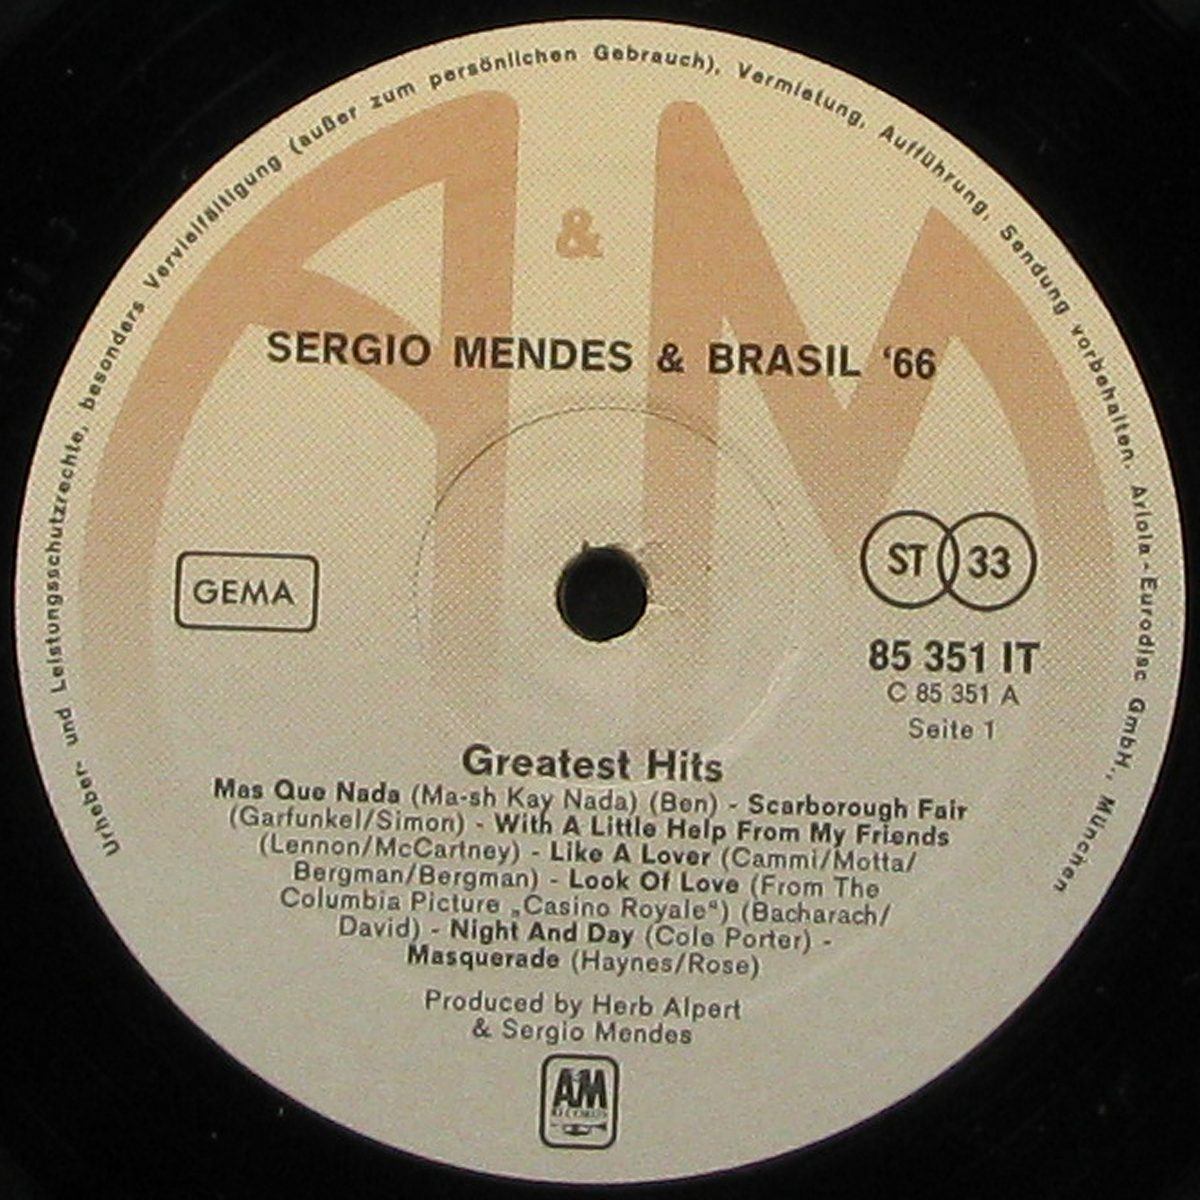 Urheber- und Leistungsschutzrechte, besonders Vervielfältigung (außer zum persönlichen Gebrauch), Vermietung, Aufführung, Sendung vorbehalten. Ariola-Eurodisc GmbH., München
A&M
SERGIO MENDES & BRASIL '66
GEMA
ST 33
85 351 IT
C 85 351 A
Seite 1
Greatest Hits
Mas Que Nada (Ma-sh Kay Nada) (Ben) - Scarborough Fair
(Garfunkel/Simon) - With A Little Help From My Friends
(Lennon/McCartney) - Like A Lover (Cammi/Motta/
Bergman/Bergman) - Look Of Love (From The
Columbia Picture „Casino Royale“) (Bacharach/
David) - Night And Day (Cole Porter) -
Masquerade (Haynes/Rose)
Produced by Herb Alpert
& Sergio Mendes
A&M
RECORDS